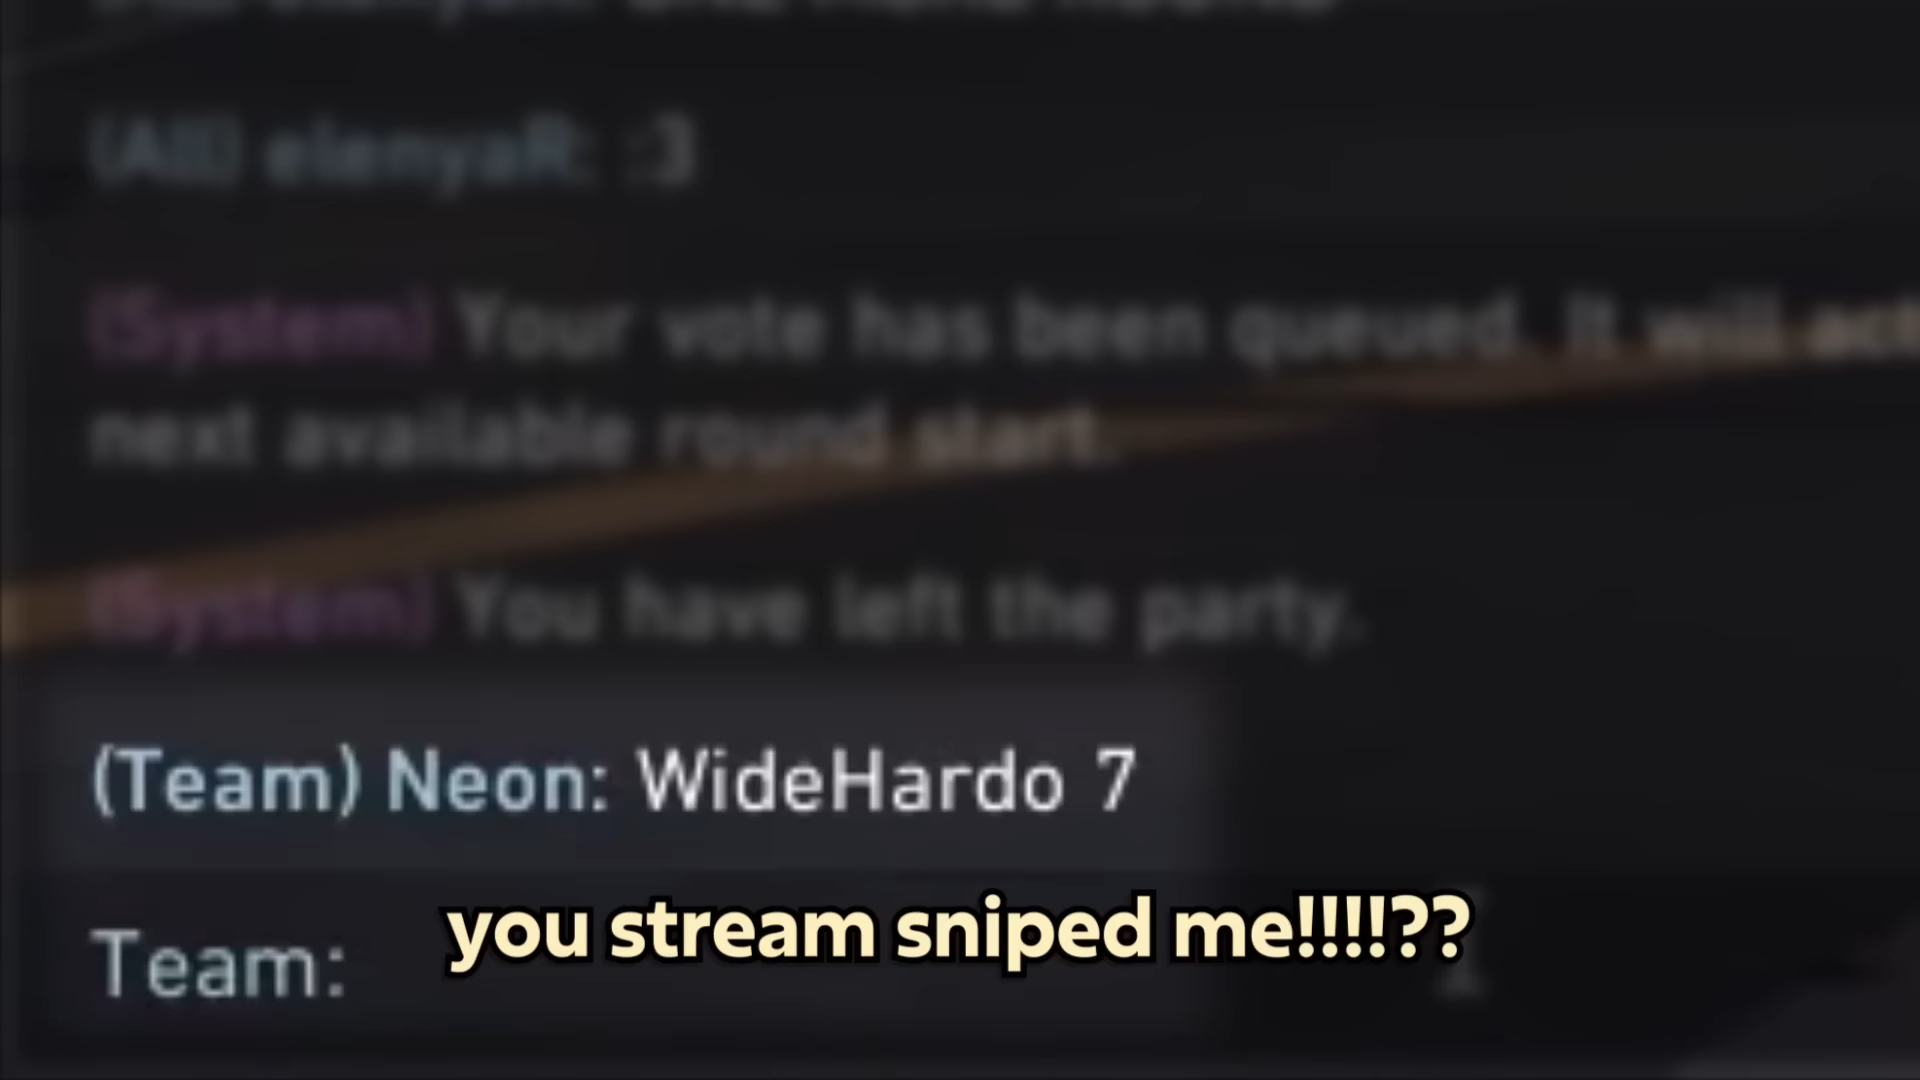 (All) elenyaR: :3
(System) Your vote has been queued. It will act
next available round start.
(System) You have left the party.
(Team) Neon: WideHardo 7
Team:
you stream sniped me!!!!??